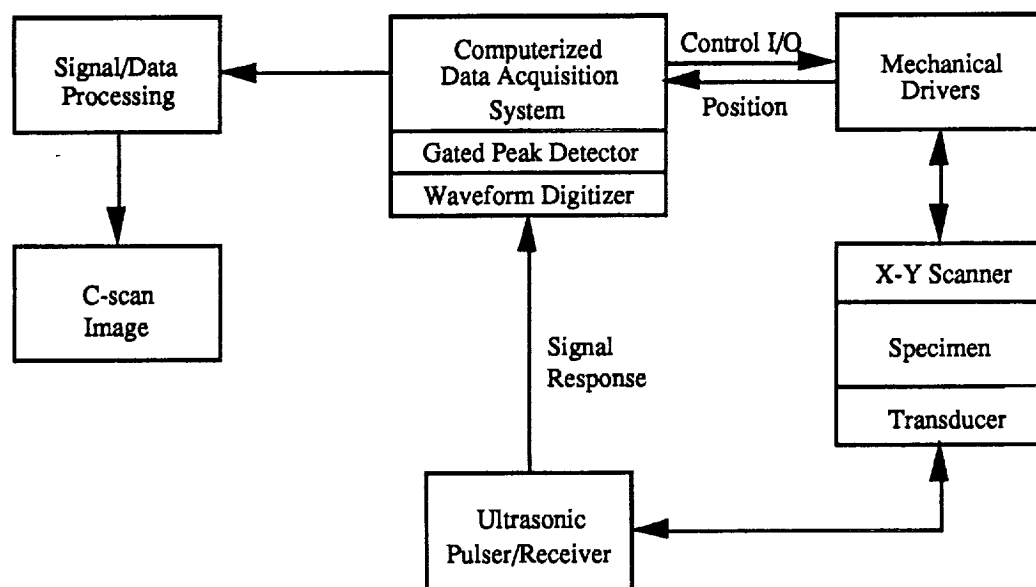 Signal/Data
Processing
C-scan
Image
Computerized
Data Acquisition
System
Gated Peak Detector
Waveform Digitizer
Control I/O
Position
Mechanical
Drivers
X-Y Scanner
Specimen
Transducer
Signal
Response
Ultrasonic
Pulser/Receiver